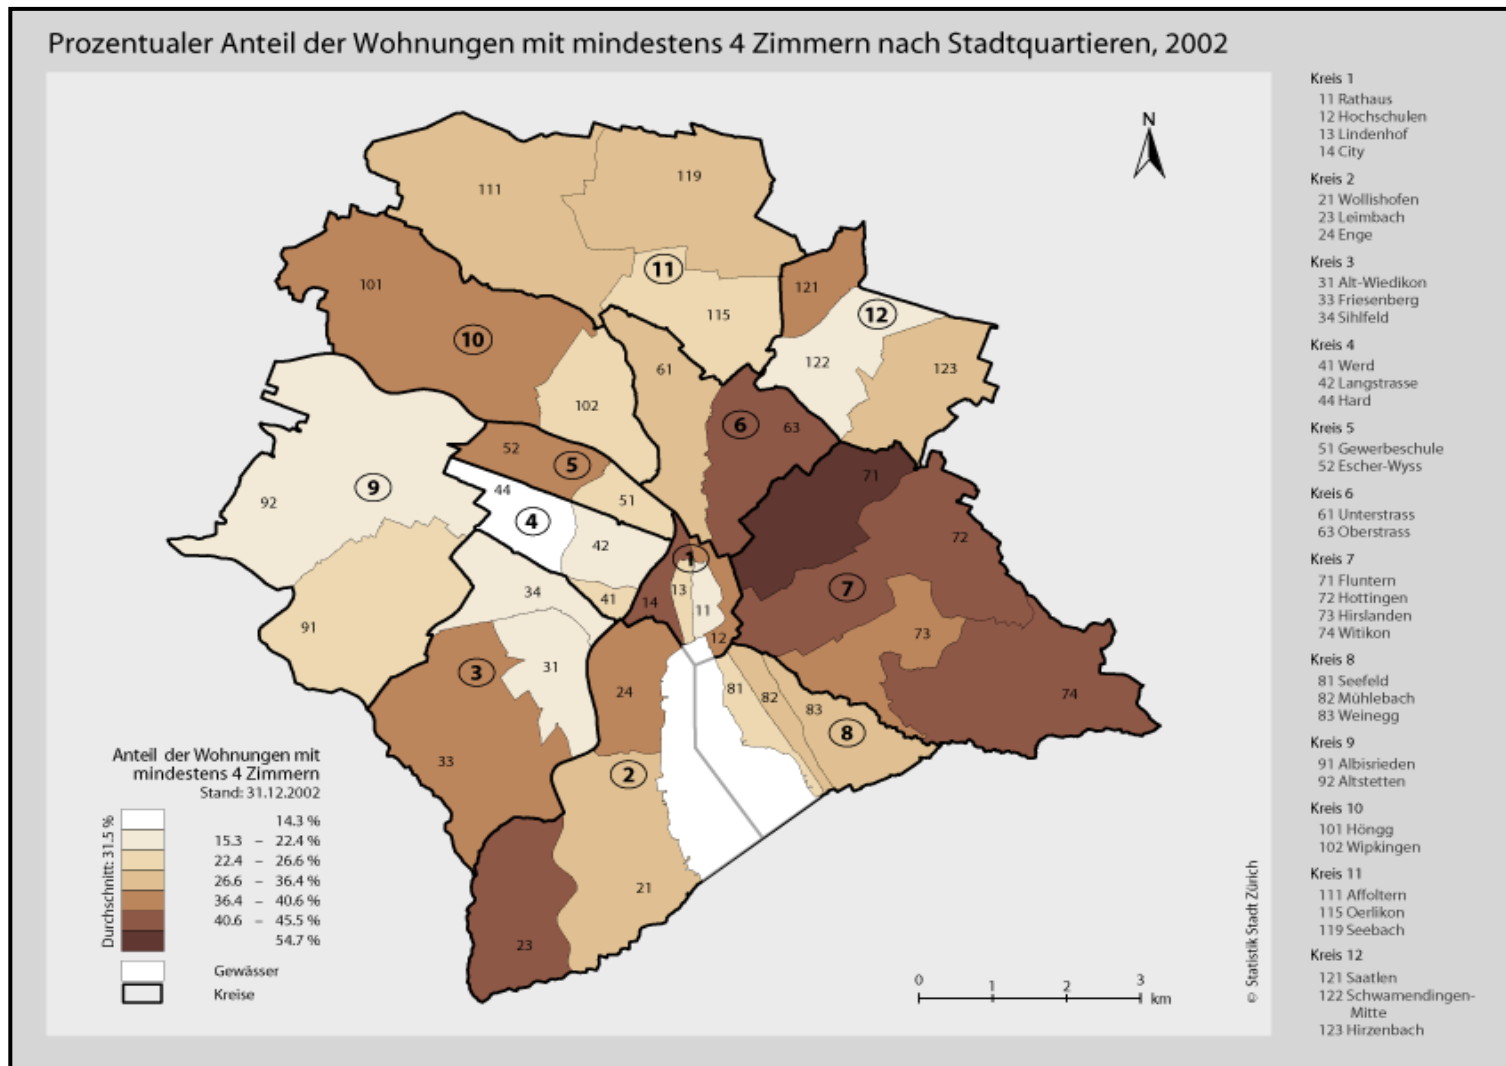 Prozentualer Anteil der Wohnungen mit mindestens 4 Zimmern nach Stadtquartieren, 2002
N
111
119
11
101
10
121
12
115
122
123
61
102
6
63
52
5
71
9
92
44
4
51
42
72
1
34
41
14
13
11
7
91
12
73
3
31
24
81
82
83
8
74
33
2
21
23
Anteil der Wohnungen mit
mindestens 4 Zimmern
Stand: 31.12.2002
Durchschnitt: 31.5 %
14.3 %
15.3 – 22.4 %
22.4 – 26.6 %
26.6 – 36.4 %
36.4 – 40.6 %
40.6 – 45.5 %
54.7 %
Gewässer
Kreise
0 1 2 3 km
© Statistik Stadt Zürich
Kreis 1
11 Rathaus
12 Hochschulen
13 Lindenhof
14 City
Kreis 2
21 Wollishofen
23 Leimbach
24 Enge
Kreis 3
31 Alt-Wiedikon
33 Friesenberg
34 Sihlfeld
Kreis 4
41 Werd
42 Langstrasse
44 Hard
Kreis 5
51 Gewerbeschule
52 Escher-Wyss
Kreis 6
61 Unterstrass
63 Oberstrass
Kreis 7
71 Fluntern
72 Hottingen
73 Hirslanden
74 Witikon
Kreis 8
81 Seefeld
82 Mühlebach
83 Weinegg
Kreis 9
91 Albisrieden
92 Altstetten
Kreis 10
101 Höngg
102 Wipkingen
Kreis 11
111 Affoltern
115 Oerlikon
119 Seebach
Kreis 12
121 Saatlen
122 Schwamendingen-
Mitte
123 Hirzenbach